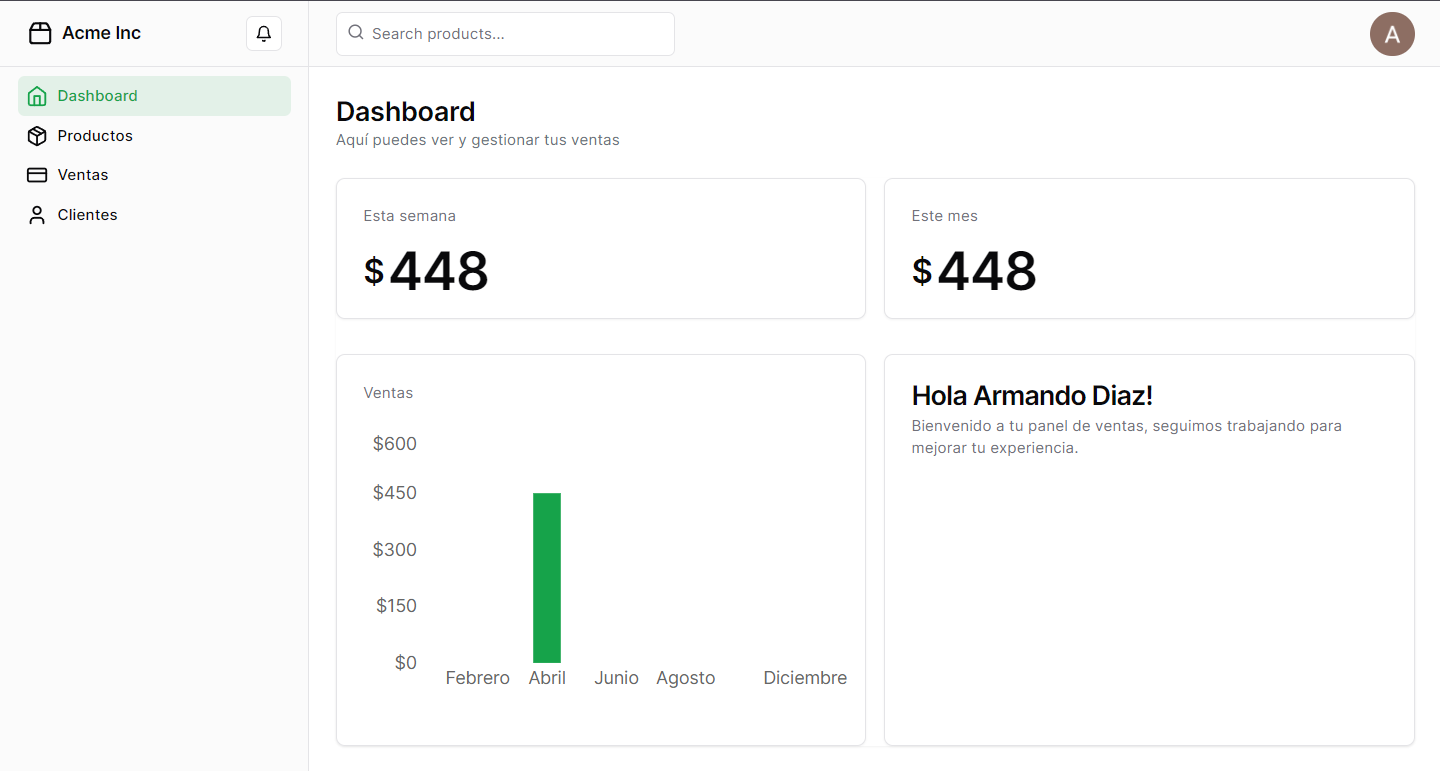 Acme Inc
Search products...
A
Dashboard
Productos
Ventas
Clientes
Dashboard
Aquí puedes ver y gestionar tus ventas
Esta semana
$448
Este mes
$448
Ventas
$600
$450
$300
$150
$0
Febrero Abril Junio Agosto Diciembre
Hola Armando Diaz!
Bienvenido a tu panel de ventas, seguimos trabajando para
mejorar tu experiencia.